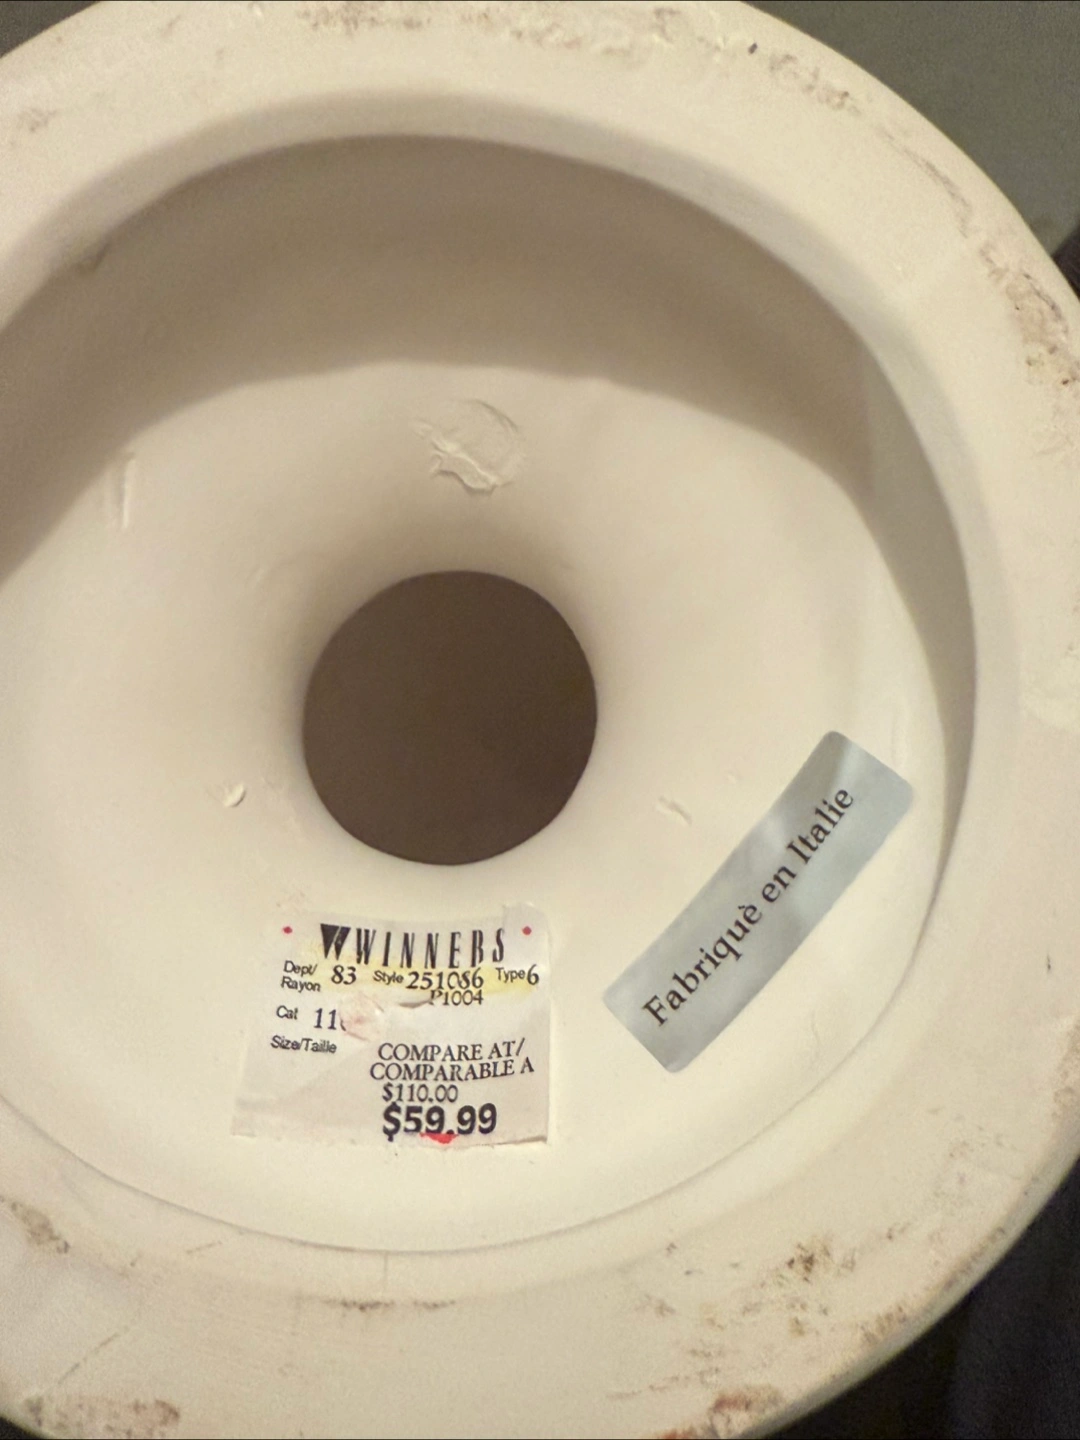 WINNERS
Dept/ Rayon 83 Style 251086 Type 6
P1004
Cat
Size/Taille
COMPARE AT/
COMPARABLE A
$110.00
$59.99
Fabriquè en Italie